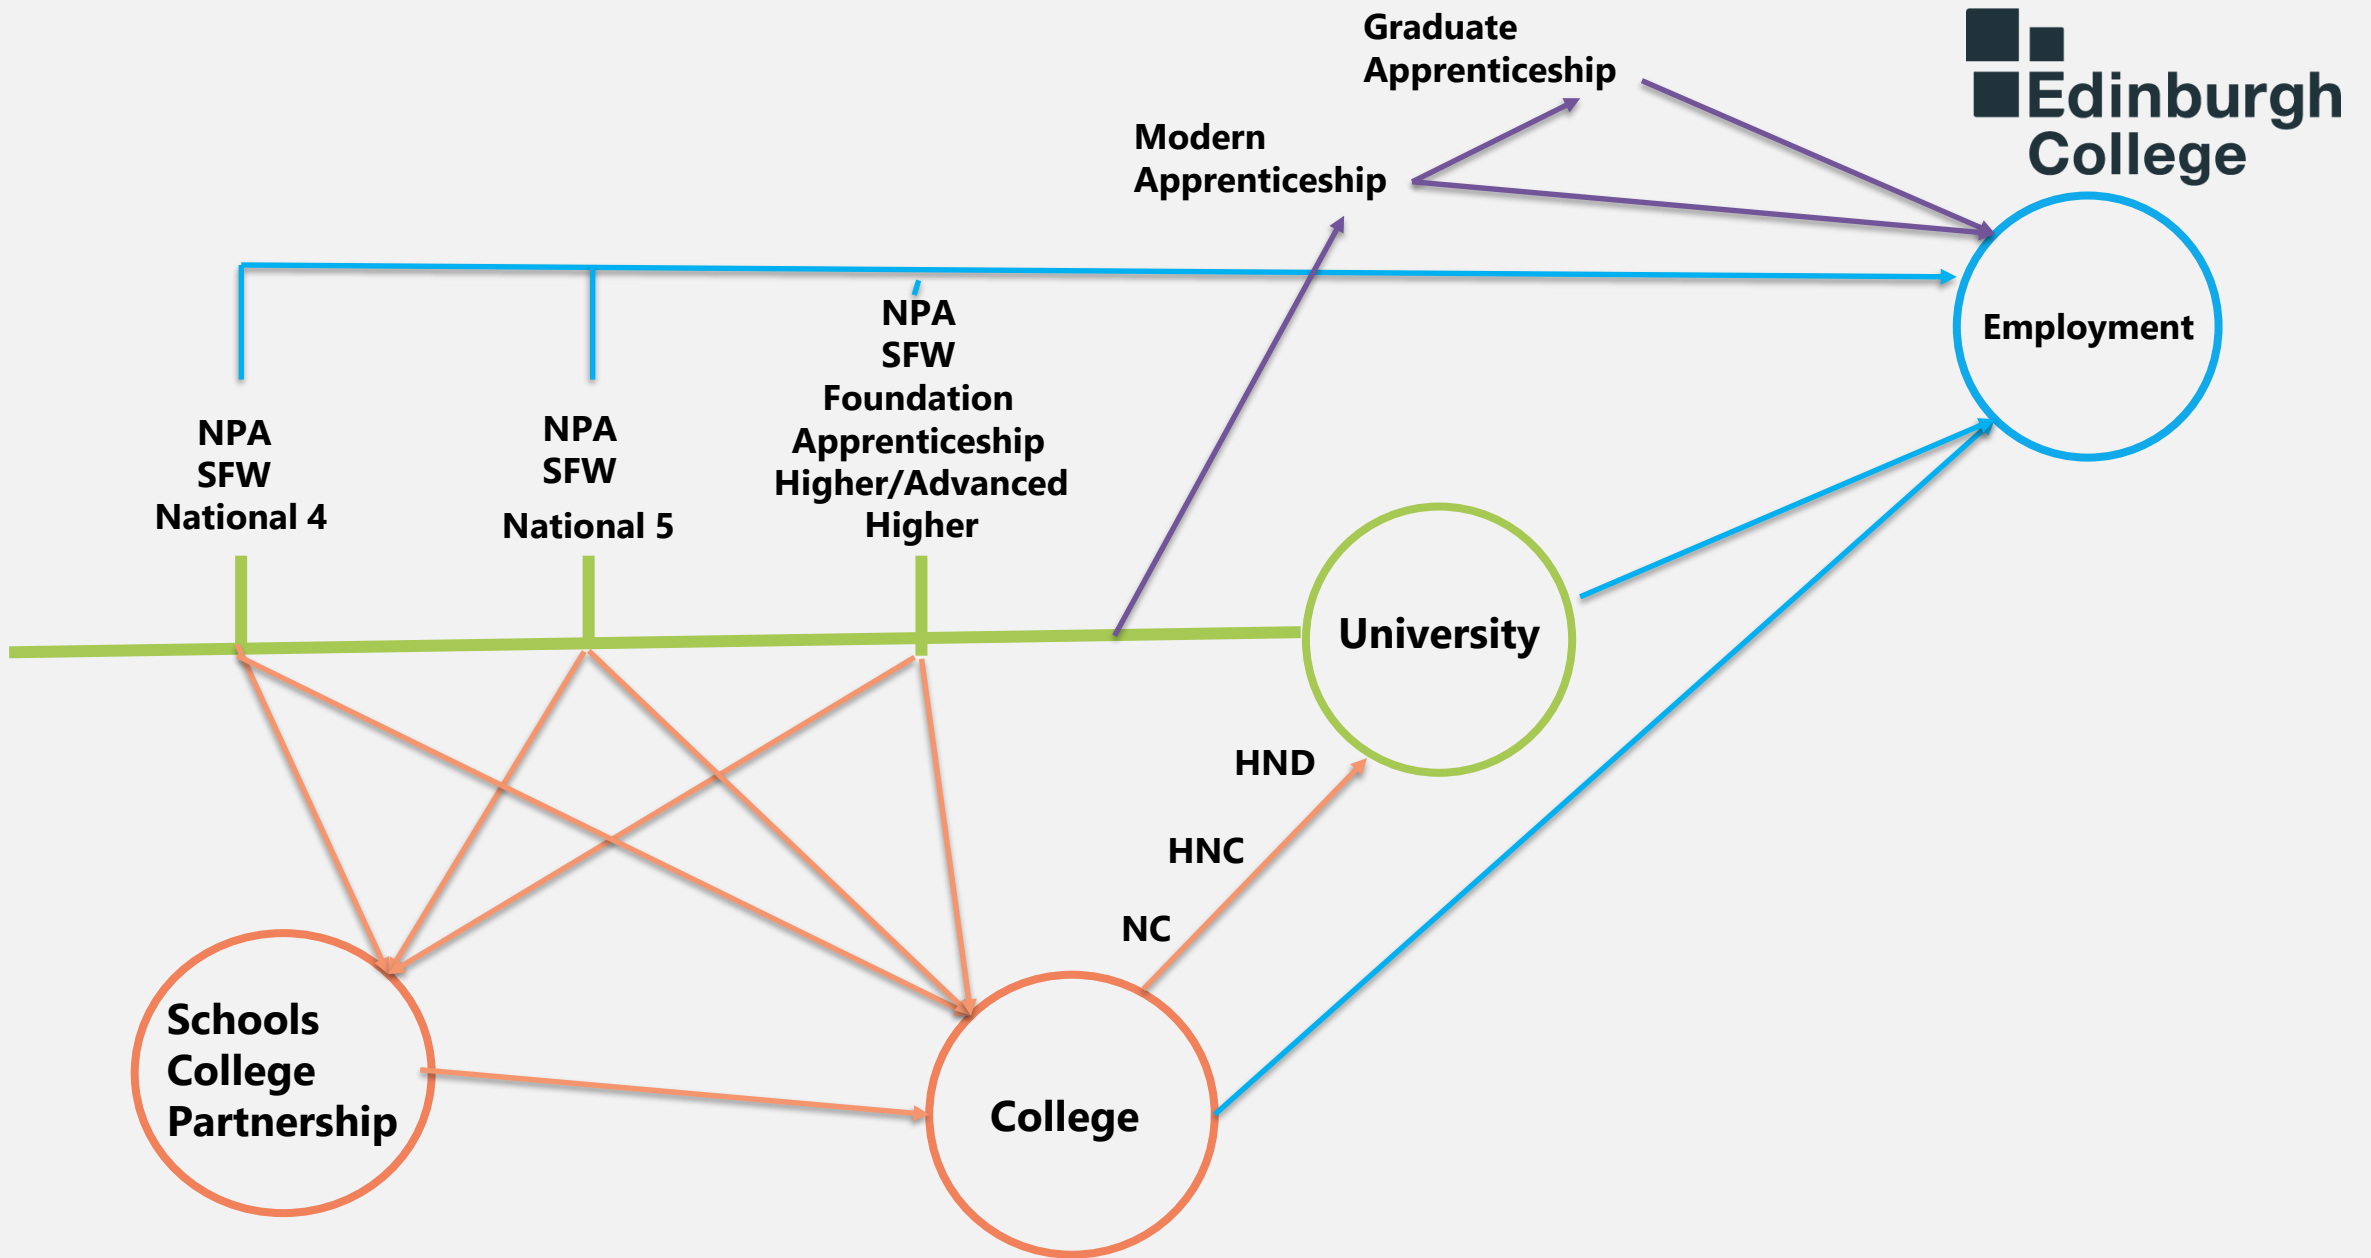 Graduate
Apprenticeship
Edinburgh
College
Modern
Apprenticeship
NPA
SFW
National 4
NPA
SFW
National 5
NPA
SFW
Foundation
Apprenticeship
Higher/Advanced
Higher
Employment
University
HND
HNC
NC
Schools
College
Partnership
College